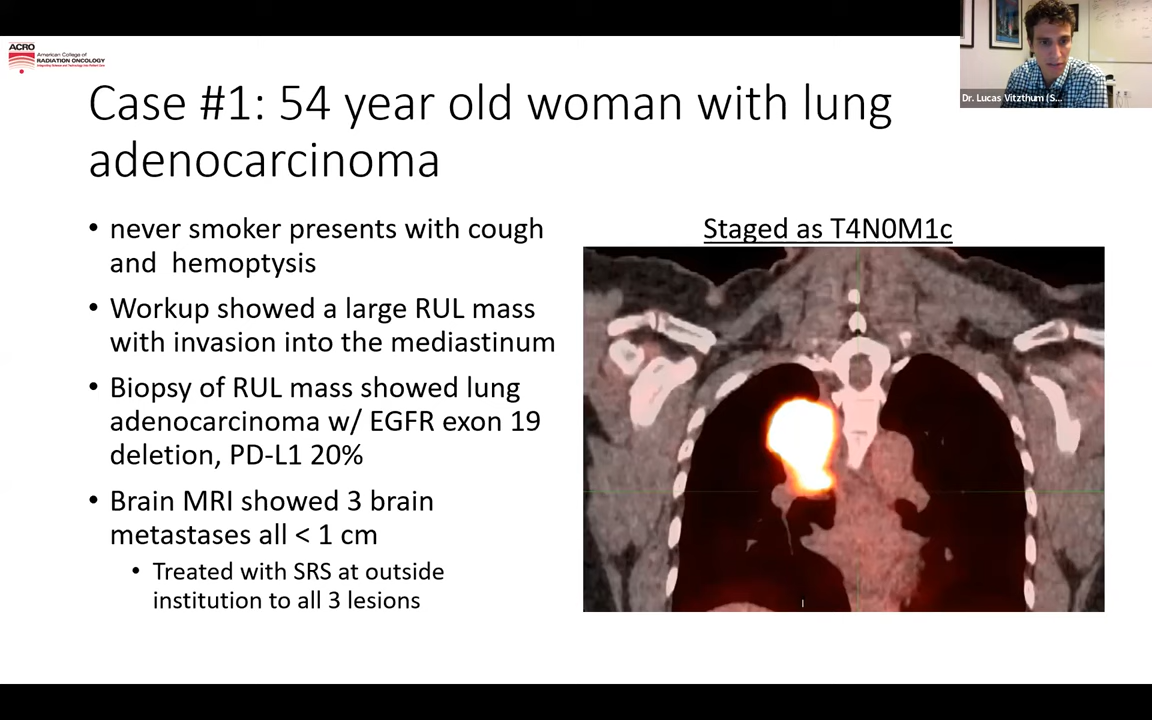 ACRO
American College of
RADIATION ONCOLOGY
Case #1: 54 year old woman with lung
adenocarcinoma
Dr. Lucas Vitzthum (S...
• never smoker presents with cough
and hemoptysis
• Workup showed a large RUL mass
with invasion into the mediastinum
• Biopsy of RUL mass showed lung
adenocarcinoma w/ EGFR exon 19
deletion, PD-L1 20%
• Brain MRI showed 3 brain
metastases all < 1 cm
• Treated with SRS at outside
institution to all 3 lesions
Staged as T4N0M1c